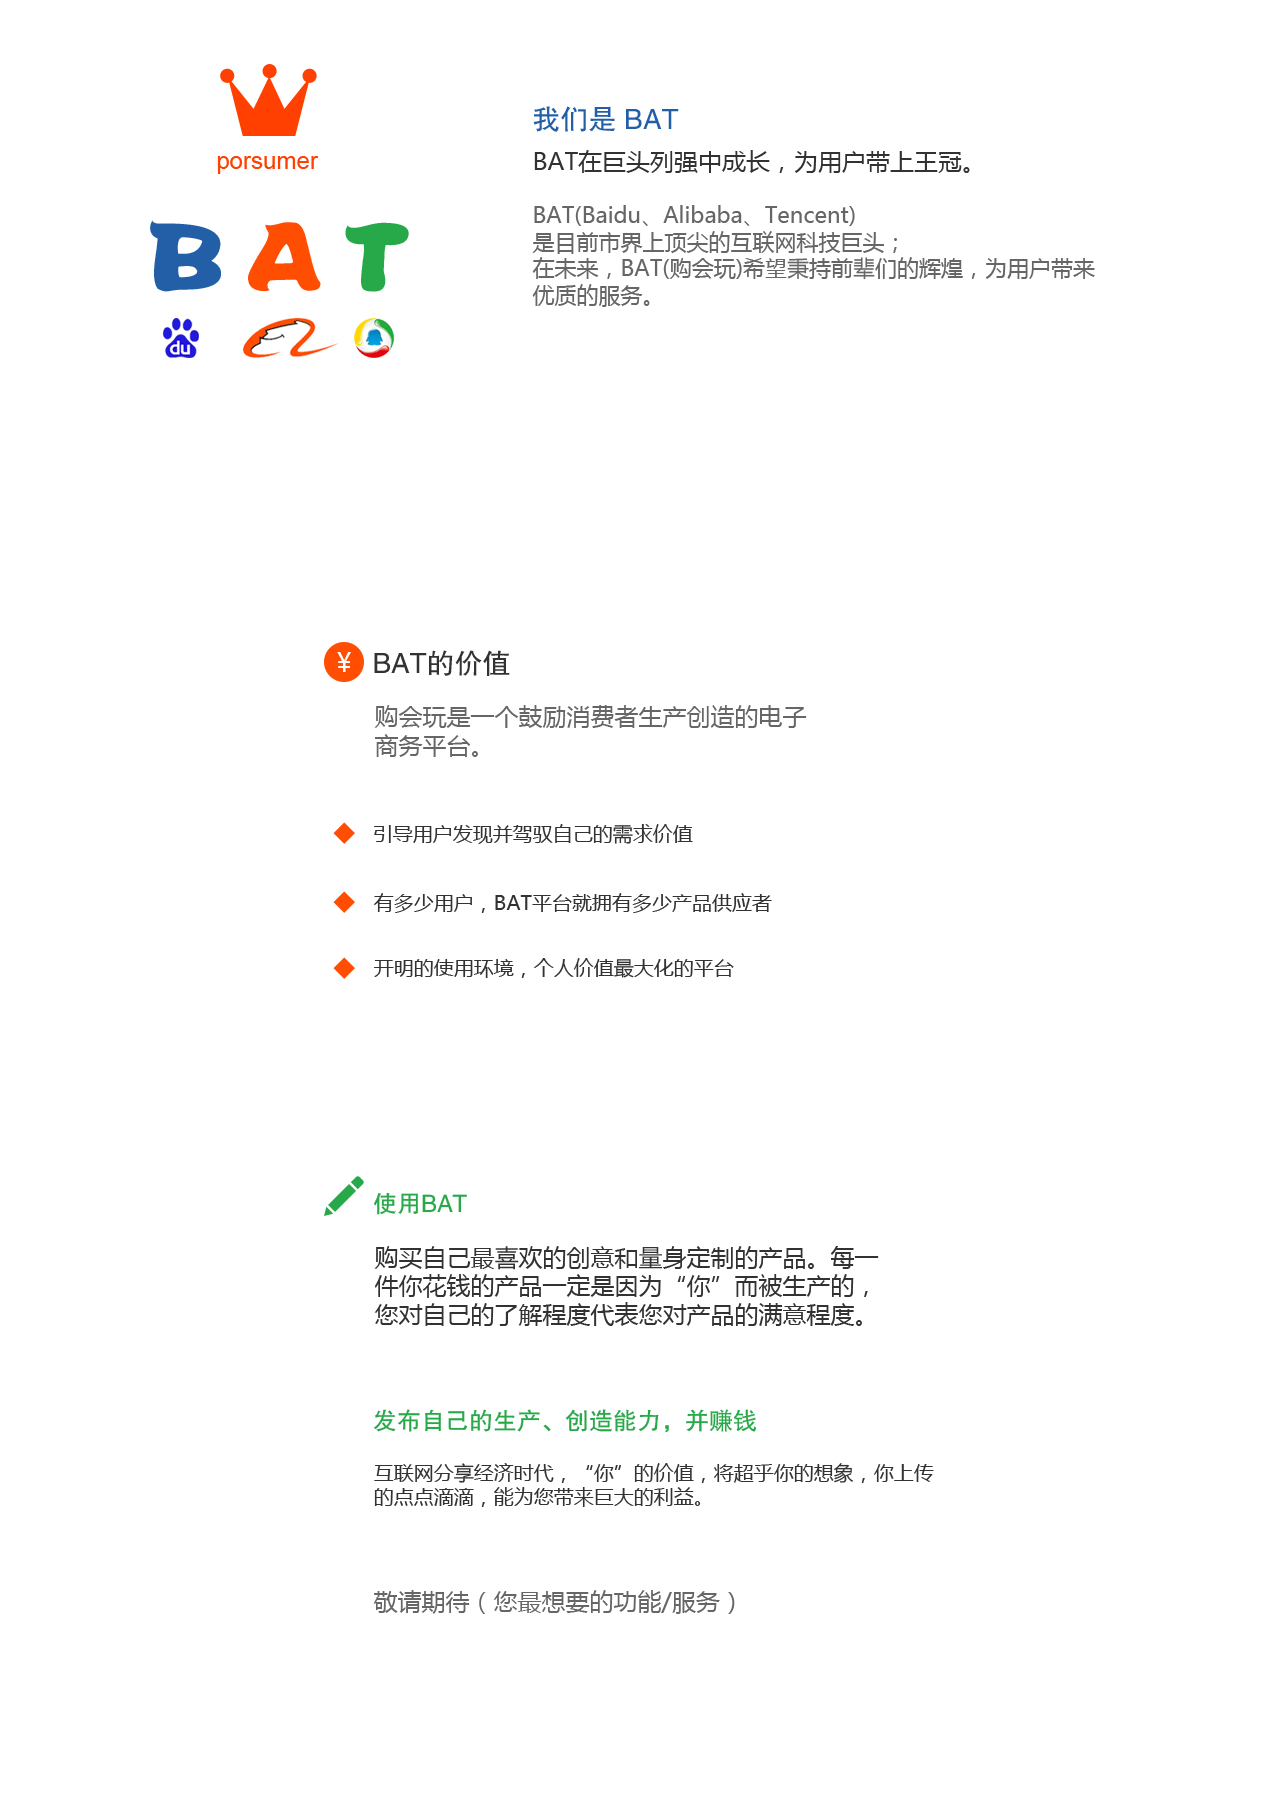 porsumer
BAT
du
我们是 BAT
BAT在巨头列强中成长，为用户带上王冠。
BAT(Baidu、Alibaba、Tencent)
是目前市界上顶尖的互联网科技巨头；
在未来，BAT(购会玩)希望秉持前辈们的辉煌，为用户带来
优质的服务。
¥ BAT的价值
购会玩是一个鼓励消费者生产创造的电子
商务平台。
引导用户发现并驾驭自己的需求价值
有多少用户，BAT平台就拥有多少产品供应者
开明的使用环境，个人价值最大化的平台
使用BAT
购买自己最喜欢的创意和量身定制的产品。每一
件你花钱的产品一定是因为“你”而被生产的，
您对自己的了解程度代表您对产品的满意程度。
发布自己的生产、创造能力，并赚钱
互联网分享经济时代，“你”的价值，将超乎你的想象，你上传
的点点滴滴，能为您带来巨大的利益。
敬请期待（您最想要的功能/服务）